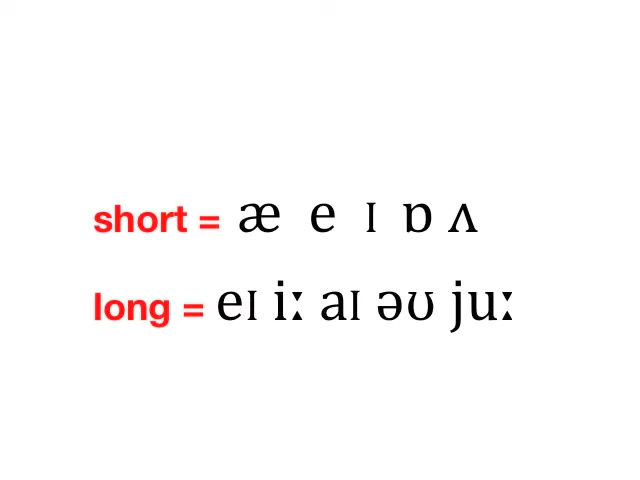 short = æ e ɪ ɒ ʌ
long = eɪ iː aɪ əʊ juː